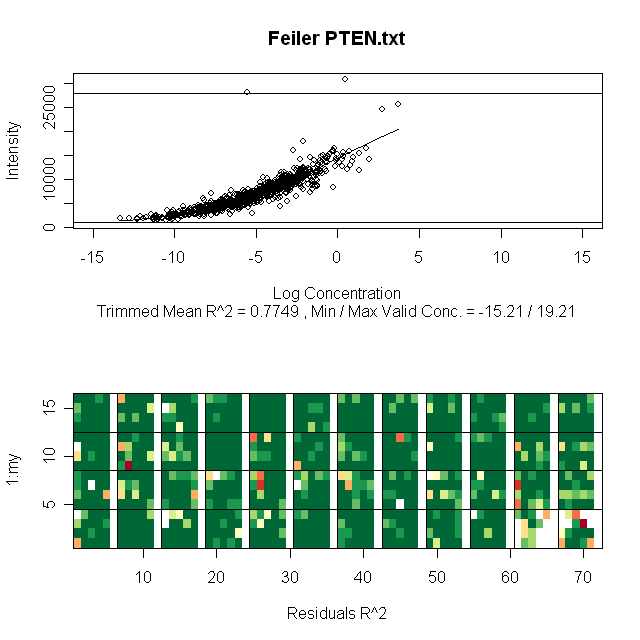 Feiler PTEN.txt
25000
10000
0
Intensity
-15 -10 -5 0 5 10 15
Log Concentration
Trimmed Mean R^2 = 0.7749 , Min / Max Valid Conc. = -15.21 / 19.21
15
10
5
1:my
10 20 30 40 50 60 70
Residuals R^2